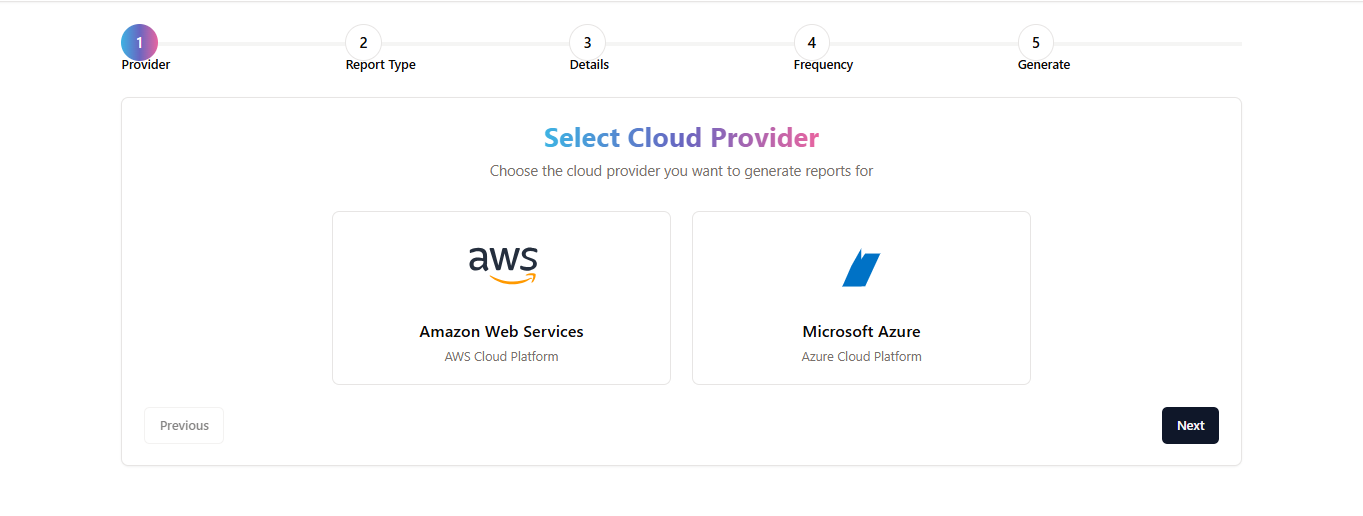 1 2 3 4 5
Provider Report Type Details Frequency Generate
Select Cloud Provider
Choose the cloud provider you want to generate reports for
aws
Amazon Web Services
AWS Cloud Platform
Microsoft Azure
Azure Cloud Platform
Previous
Next